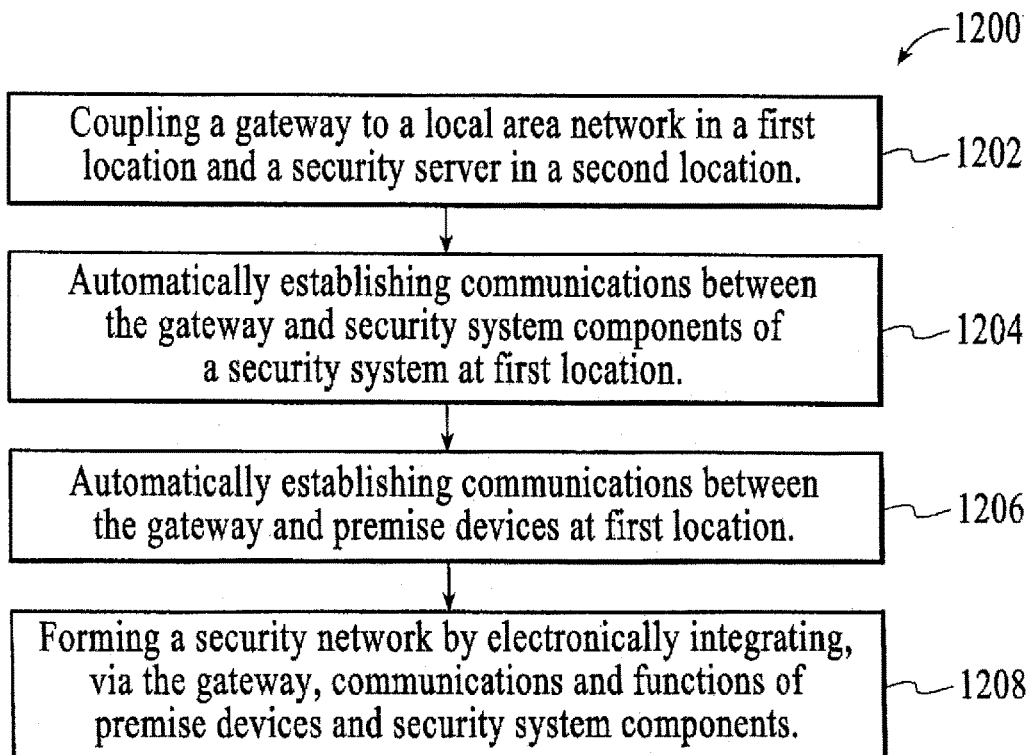 1200
Coupling a gateway to a local area network in a first
location and a security server in a second location.
1202
Automatically establishing communications between
the gateway and security system components of
a security system at first location.
1204
Automatically establishing communications between
the gateway and premise devices at first location.
1206
Forming a security network by electronically integrating,
via the gateway, communications and functions of
premise devices and security system components.
1208